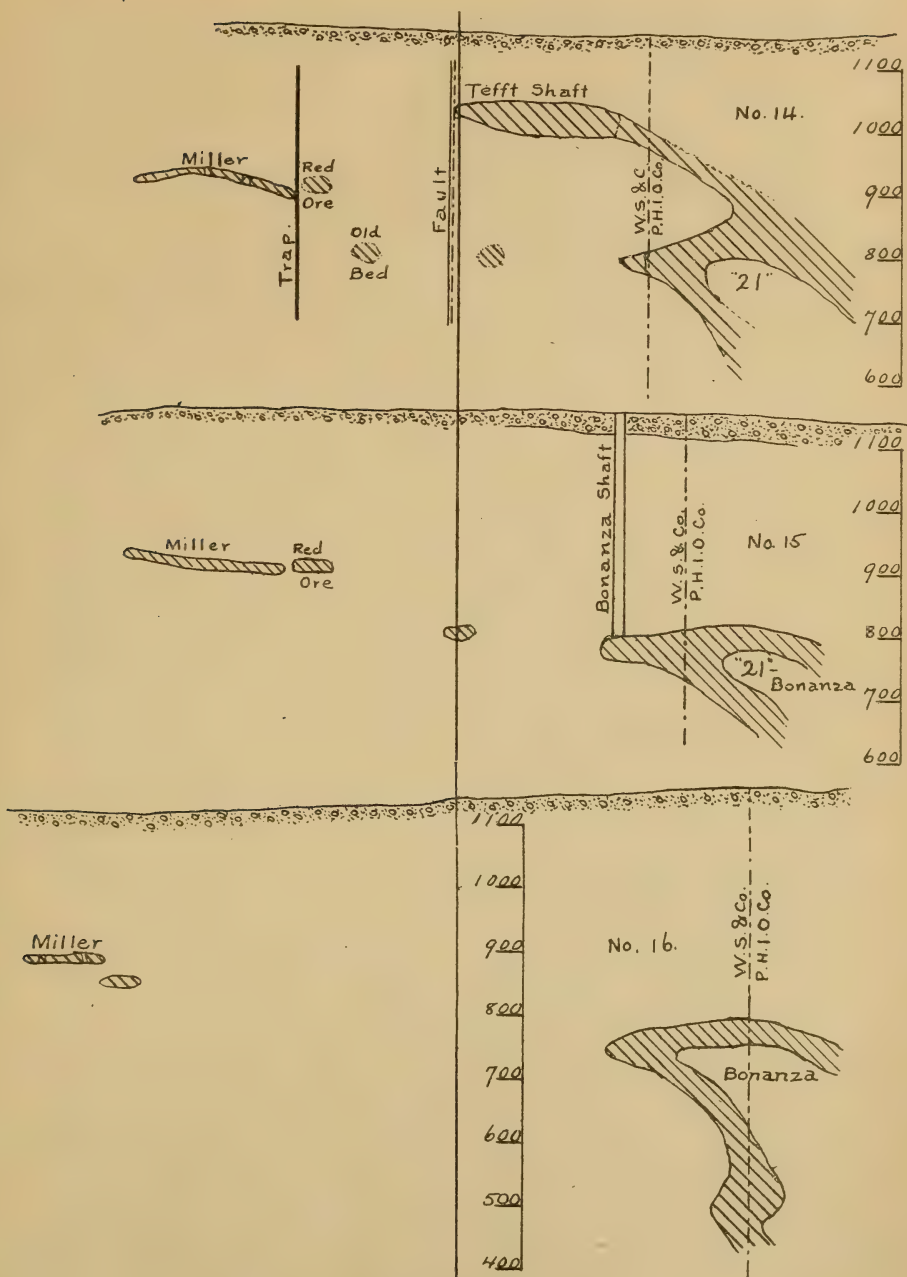 Tefft Shaft
No. 14.
1100
1000
900
800
700
600
Miller
Red
Ore
Trap.
Old
Bed
Fault
W.S.&C
P.H.I.O.Co.
"21"
Bonanza Shaft
W.S.&Co.
P.H.I.O.Co.
No. 15
1100
1000
900
800
700
600
Miller
Red
Ore
"21"-
Bonanza
1100
1000
900
800
700
600
500
400
Miller
No. 16.
W.S.&Co.
P.H.I.O.Co.
Bonanza